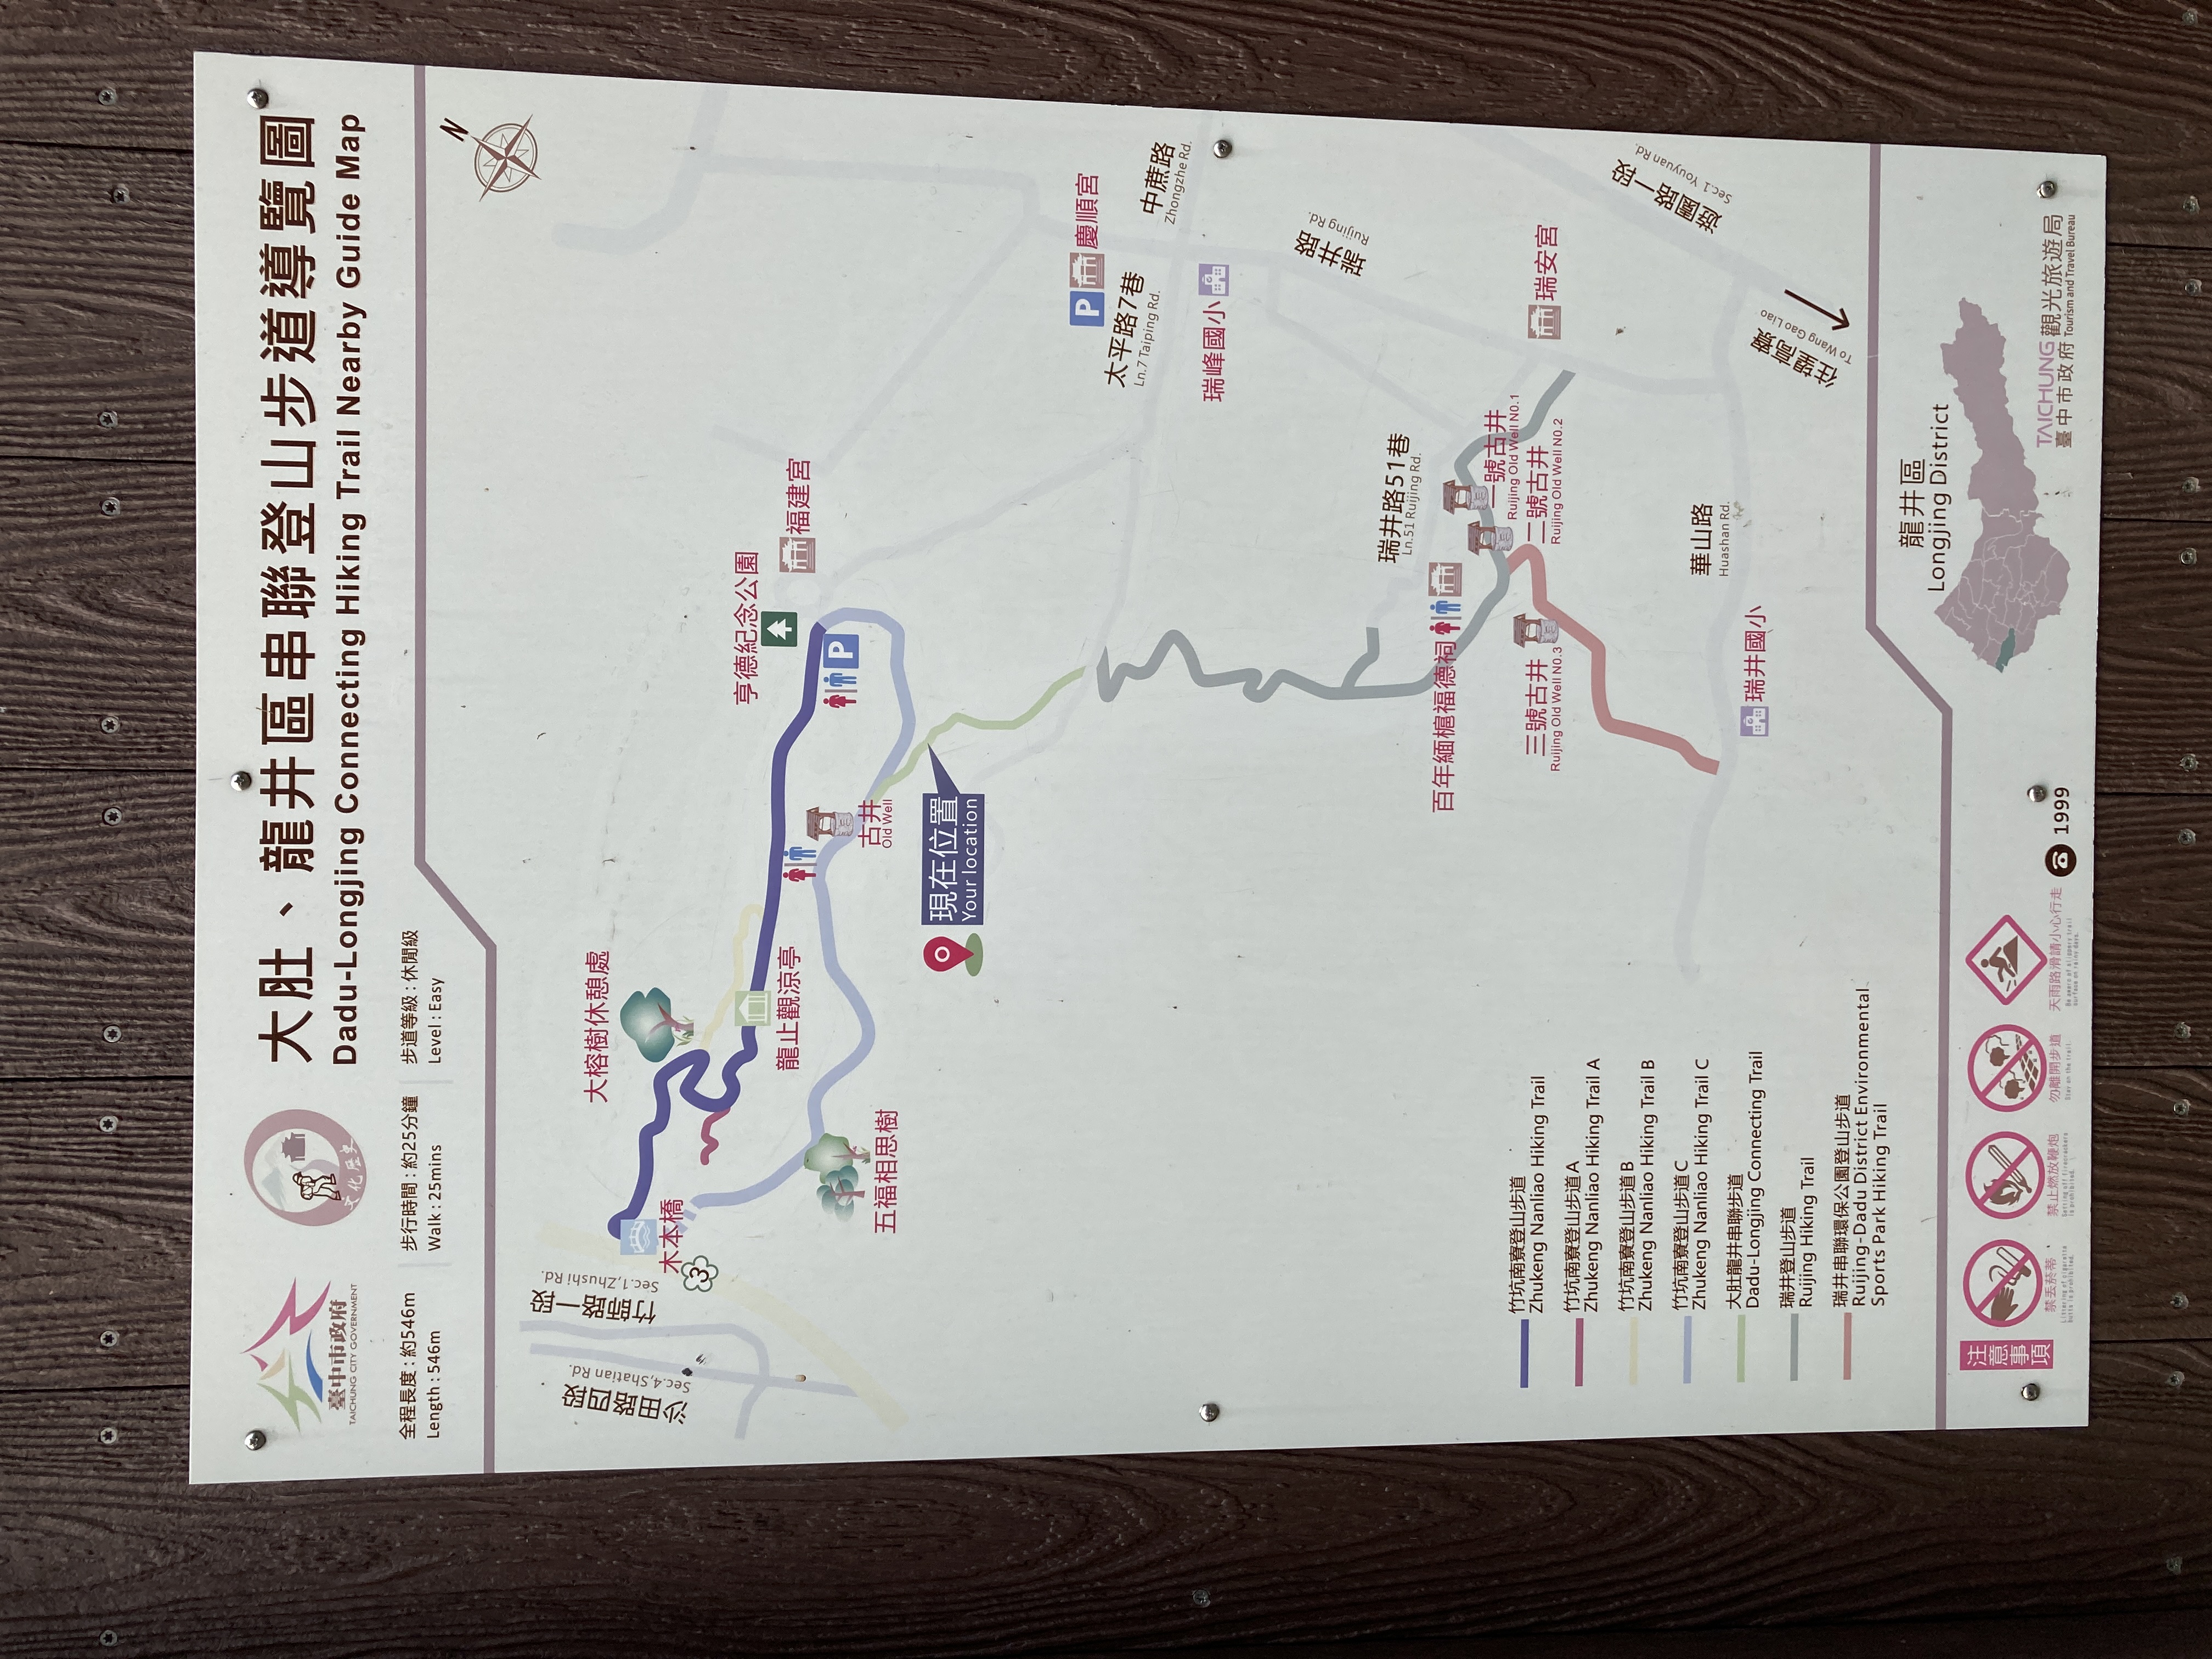 臺中市政府
TAICHUNG CITY GOVERNMENT
文化歷史
大肚、龍井區串聯登山步道導覽圖
Dadu-Longjing Connecting Hiking Trail Nearby Guide Map
全程長度:約546m
Length:546m
步行時間:約25分鐘
Walk:25mins
步道等級:休閒級
Level:Easy
N
沙田路四段
Sec.4,Shatian Rd.
竹師路一段
Sec.1,Zhushi Rd.
大榕樹休憩處
木本橋
3
亨德紀念公園
福建宮
龍止觀涼亭
P
五福相思樹
古井
Old Well
現在位置
Your location
P
慶順宮
太平路7巷
Ln.7 Taiping Rd.
中蔗路
Zhongzhe Rd.
瑞峰國小
瑞井路
Ruijing Rd.
瑞井路51巷
Ln.51 Ruijing Rd.
百年緬梔福德祠
一號古井
Ruijing Old Well N0.1
三號古井
Ruijing Old Well N0.3
二號古井
Ruijing Old Well N0.2
瑞安宮
遊園路一段
Sec.1 Youyuan Rd.
華山路
Huashan Rd.
瑞井國小
往望高寮
To Wang Gao Liao
竹坑南寮登山步道
Zhukeng Nanliao Hiking Trail
竹坑南寮登山步道A
Zhukeng Nanliao Hiking Trail A
竹坑南寮登山步道B
Zhukeng Nanliao Hiking Trail B
竹坑南寮登山步道C
Zhukeng Nanliao Hiking Trail C
大肚龍井串聯步道
Dadu-Longjing Connecting Trail
瑞井登山步道
Ruijing Hiking Trail
瑞井串聯環保公園登山步道
Ruijing-Dadu District Environmental
Sports Park Hiking Trail
龍井區
Longjing District
注意事項
禁丟菸蒂
Littering of cigarette
butts is prohibited.
禁止燃放鞭炮
Setting off firecrackers
is prohibited.
勿離開步道
Stay on the trail.
天雨路滑請小心行走
Be aware of slippery trail
surface on rainy days.
1999
TAICHUNG
臺中市政府
觀光旅遊局
Tourism and Travel Bureau